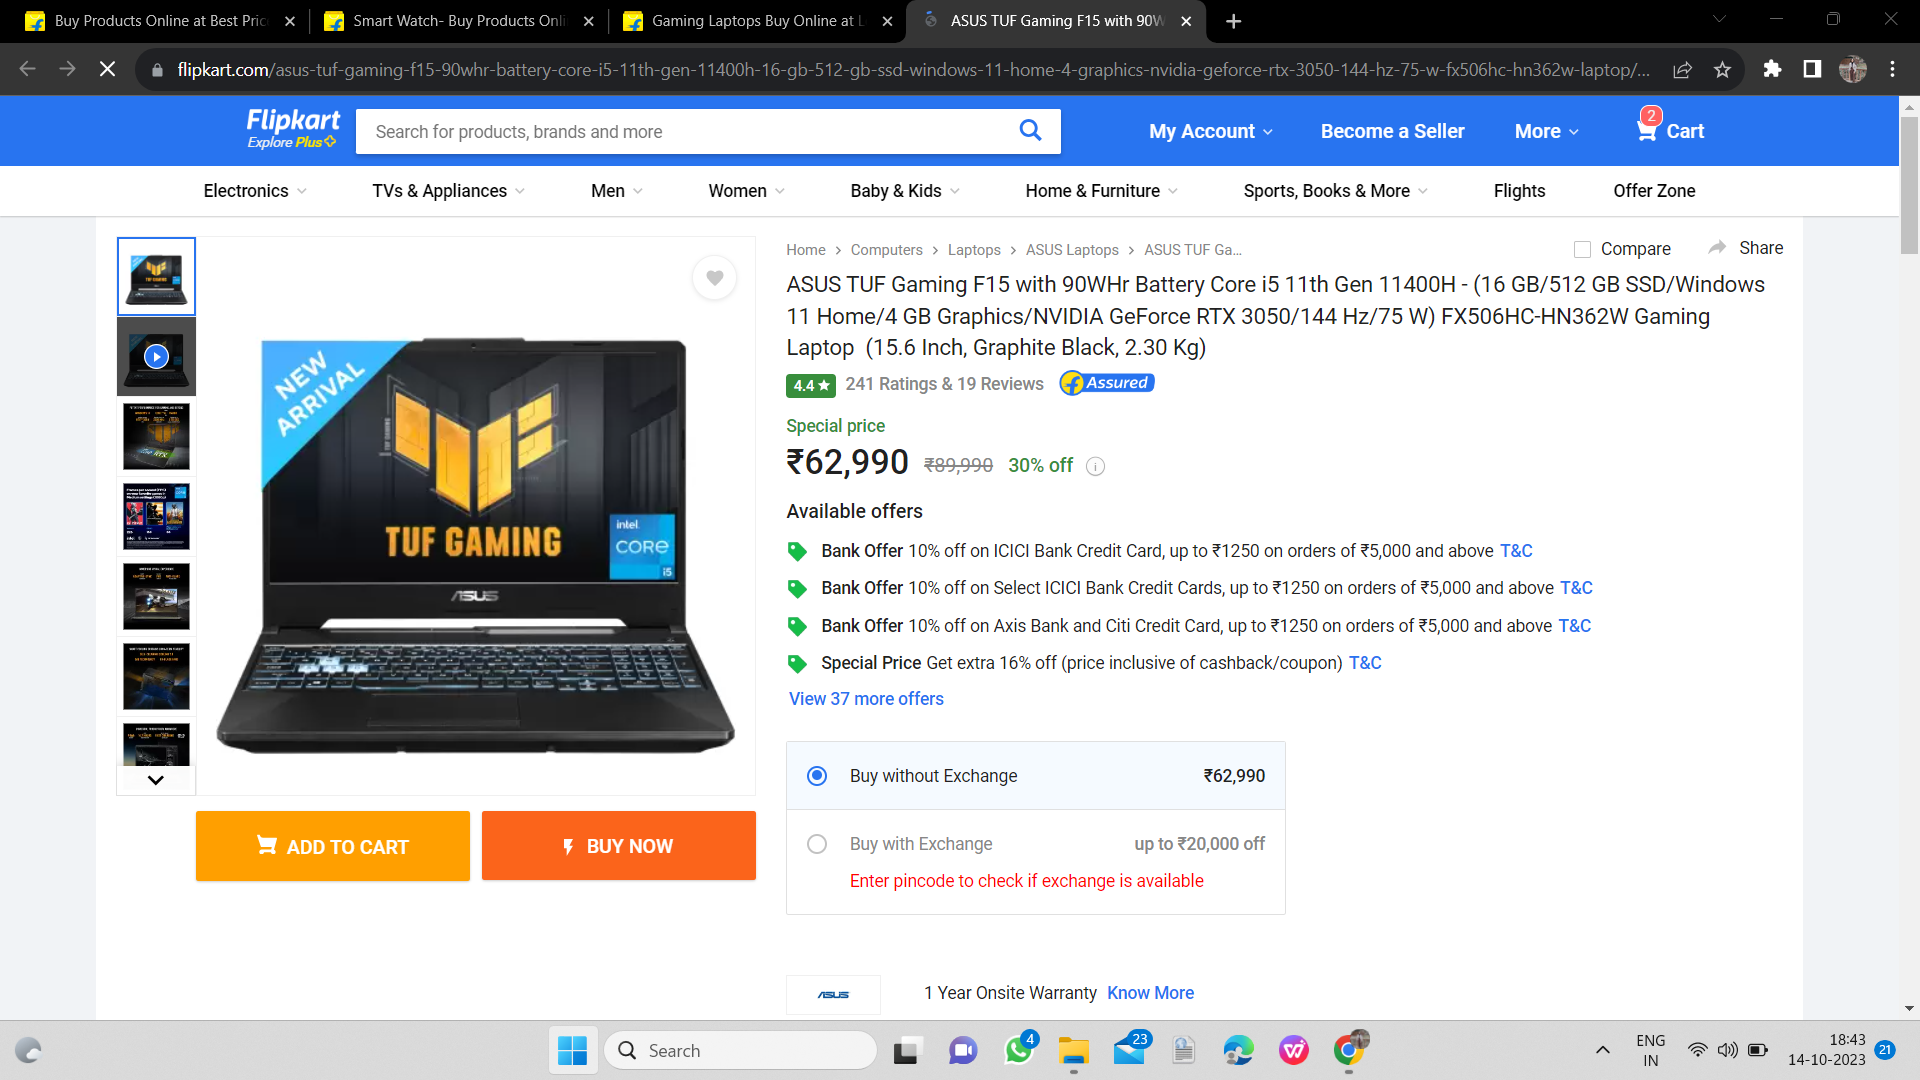 Buy Products Online at Best Pric
Smart Watch- Buy Products Onli
Gaming Laptops Buy Online at L
ASUS TUF Gaming F15 with 90W
flipkart.com/asus-tuf-gaming-f15-90whr-battery-core-i5-11th-gen-11400h-16-gb-512-gb-ssd-windows-11-home-4-graphics-nvidia-geforce-rtx-3050-144-hz-75-w-fx506hc-hn362w-laptop/...
Flipkart
Explore Plus
Search for products, brands and more
My Account
Become a Seller
More
2
Cart
Electronics
TVs & Appliances
Men
Women
Baby & Kids
Home & Furniture
Sports, Books & More
Flights
Offer Zone
Home
Computers
Laptops
ASUS Laptops
ASUS TUF Ga...
Compare
Share
ASUS TUF Gaming F15 with 90WHr Battery Core i5 11th Gen 11400H - (16 GB/512 GB SSD/Windows
11 Home/4 GB Graphics/NVIDIA GeForce RTX 3050/144 Hz/75 W) FX506HC-HN362W Gaming
Laptop (15.6 Inch, Graphite Black, 2.30 Kg)
4.4 ★
241 Ratings & 19 Reviews
Assured
Special price
₹62,990
₹89,990
30% off
NEW
ARRIVAL
TUF GAMING
TUF GAMING
intel
CORE
i5
ASUS
Available offers
Bank Offer 10% off on ICICI Bank Credit Card, up to ₹1250 on orders of ₹5,000 and above T&C
Bank Offer 10% off on Select ICICI Bank Credit Cards, up to ₹1250 on orders of ₹5,000 and above T&C
Bank Offer 10% off on Axis Bank and Citi Credit Card, up to ₹1250 on orders of ₹5,000 and above T&C
Special Price Get extra 16% off (price inclusive of cashback/coupon) T&C
View 37 more offers
Buy without Exchange
₹62,990
Buy with Exchange
up to ₹20,000 off
Enter pincode to check if exchange is available
ADD TO CART
BUY NOW
ASUS
1 Year Onsite Warranty Know More
Search
4
23
ENG
IN
18:43
14-10-2023
21